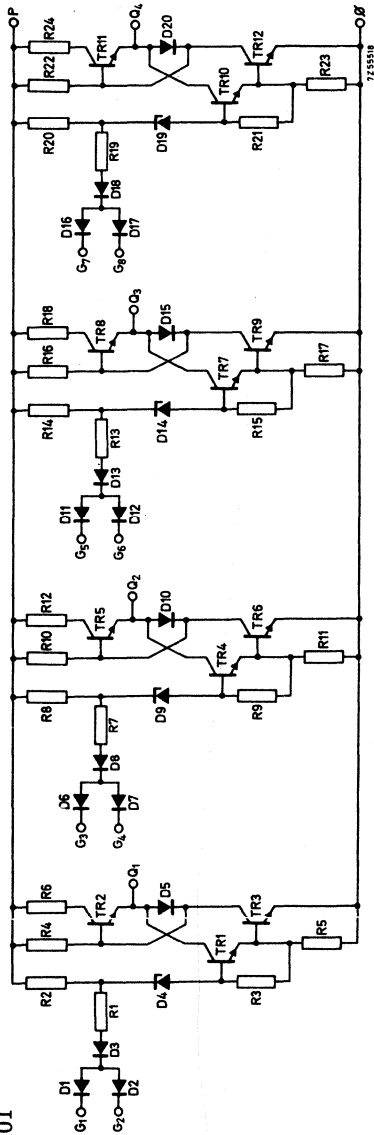 01
P
R2
R4
R6
R8
R10
R12
R14
R16
R18
R20
R22
R24
TR2
TR5
TR8
TR11
Q1
Q2
Q3
Q4
D1
D3
R1
G1
G2
D2
D4
D5
TR1
TR3
R3
R5
D6
D8
R7
G3
G4
D7
D9
D10
TR4
TR6
R9
R11
D11
D13
R13
G5
G6
D12
D14
D15
TR7
TR9
R15
R17
D16
D18
R19
G7
G8
D17
D19
D20
TR10
TR12
R21
R23
Ø
7Z55518